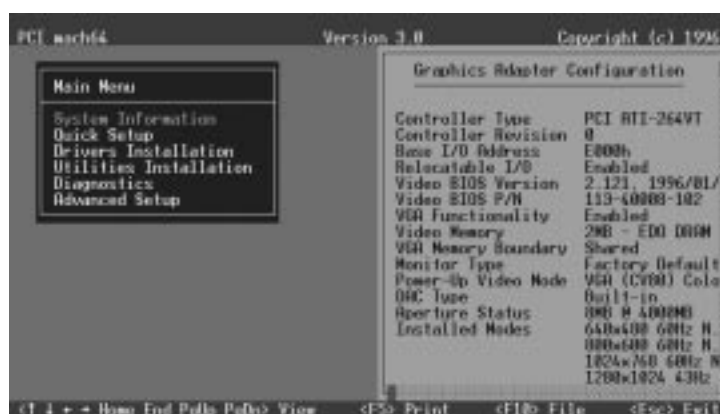 PCI mach64 Version 3.0 Copyright (c) 1996
Main Menu
System Information
Quick Setup
Drivers Installation
Utilities Installation
Diagnostics
Advanced Setup
Graphics Adapter Configuration
Controller Type PCI ATI-264VT
Controller Revision 0
Base I/O Address E000h
Relocatable I/O Enabled
Video BIOS Version 2.121, 1996/01/
Video BIOS P/N 113-40008-102
VGA Functionality Enabled
Video Memory 2MB - EDO DRAM
VGA Memory Boundary Shared
Monitor Type Factory Default
Power-Up Video Mode VGA (CV80) Colo
DAC Type Built-in
Aperture Status 8MB @ 4000MB
Installed Modes 640x480 60Hz N.
800x600 60Hz N.
1024x768 60Hz N
1280x1024 43Hz
<↑ ↓ ← → Home End PgUp PgDn> View <F5> Print <F10> File <Esc> Exit